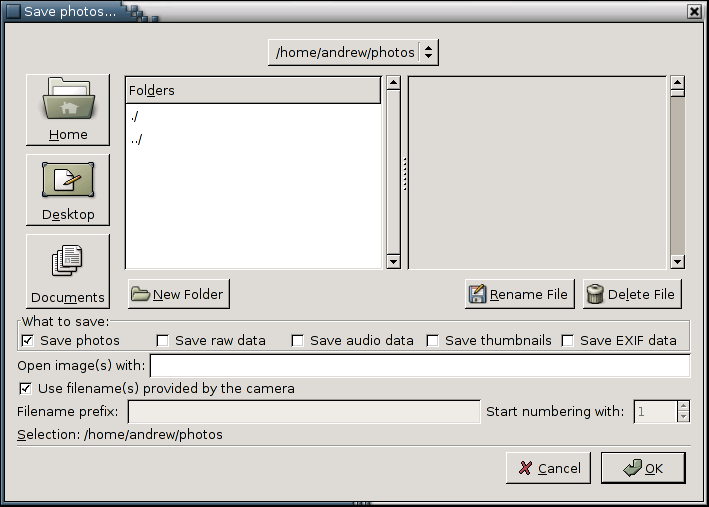 Save photos...
/home/andrew/photos
Home
Desktop
Documents
Folders
./
../
New Folder
Rename File
Delete File
What to save:
Save photos Save raw data Save audio data Save thumbnails Save EXIF data
Open image(s) with:
Use filename(s) provided by the camera
Filename prefix: Start numbering with: 1
Selection: /home/andrew/photos
Cancel OK